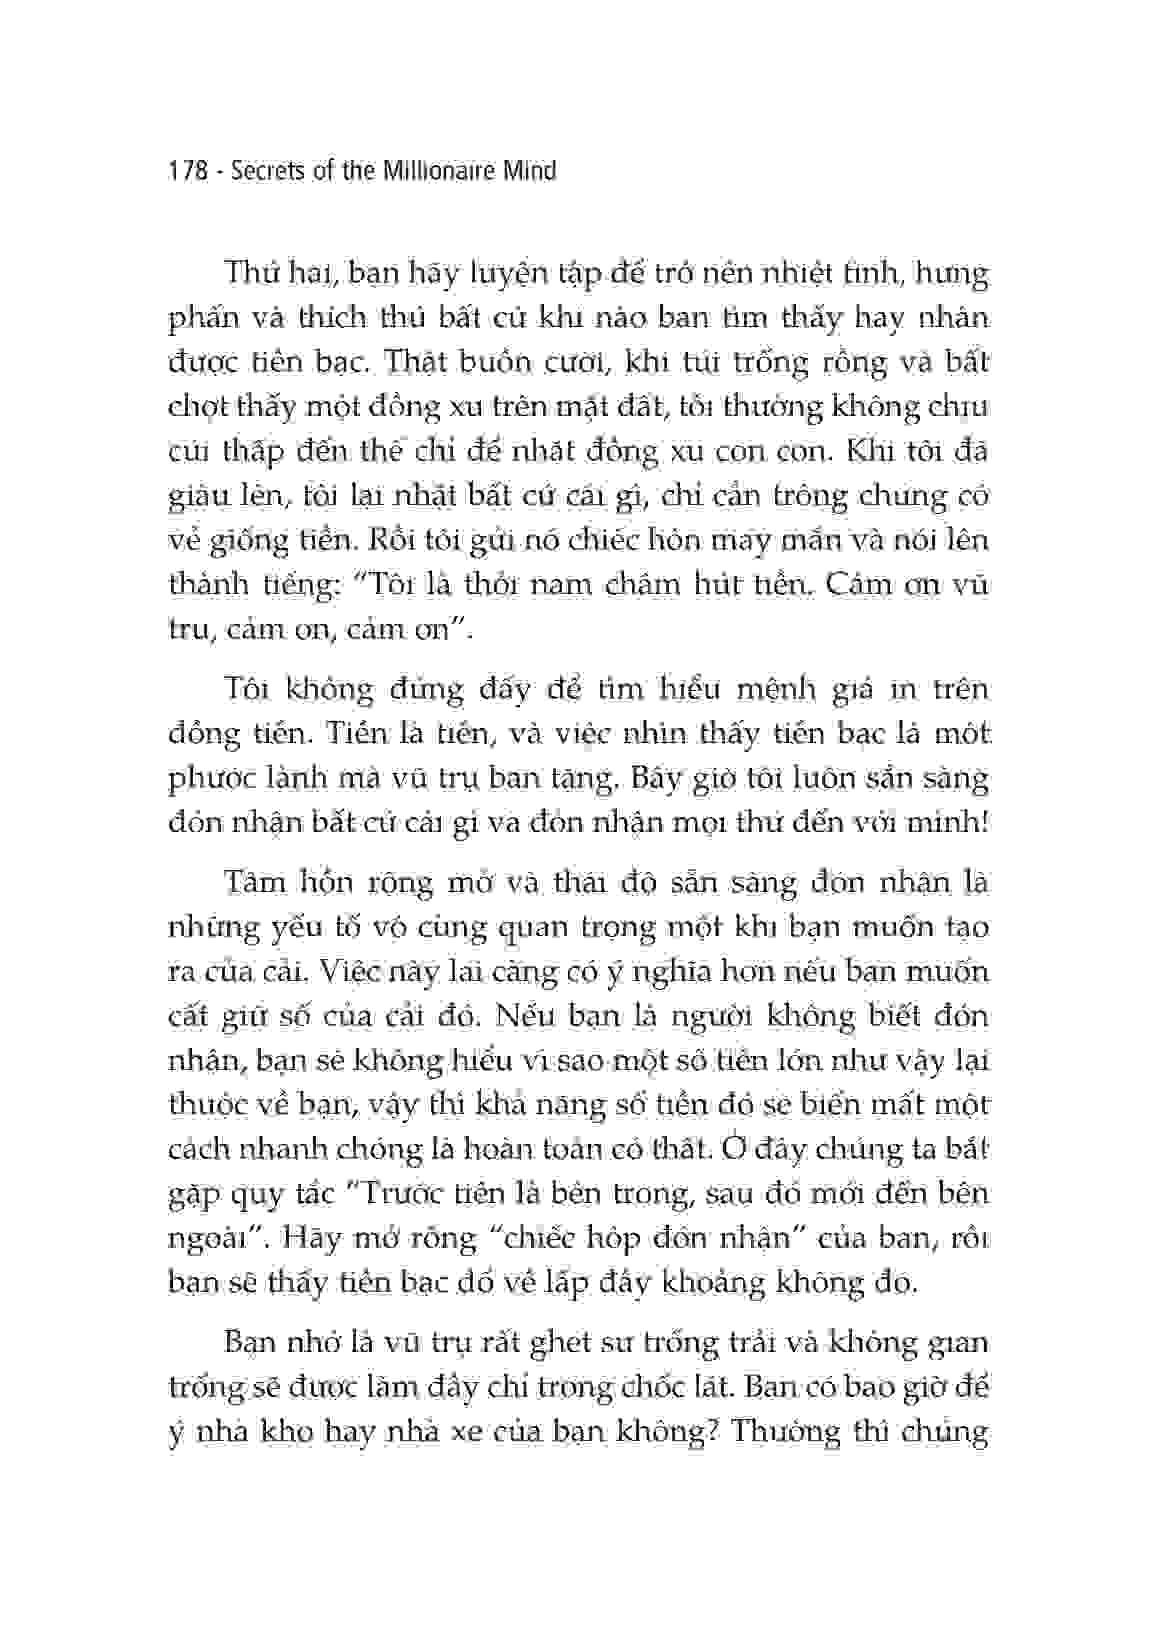 178 - Secrets of the Millionaire Mind
Thứ hai, bạn hãy luyện tập để trở nên nhiệt tình, hưng
phấn và thích thú bất cứ khi nào bạn tìm thấy hay nhận
được tiền bạc. Thật buồn cười, khi túi trống rỗng và bất
chợt thấy một đồng xu trên mặt đất, tôi thường không chịu
cúi thấp đến thế chỉ để nhặt đồng xu con con. Khi tôi đã
giàu lên, tôi lại nhặt bất cứ cái gì, chỉ cần trông chúng có
vẻ giống tiền. Rồi tôi gửi nó chiếc hôn may mắn và nói lên
thành tiếng: “Tôi là thỏi nam châm hút tiền. Cám ơn vũ
trụ, cám ơn, cám ơn”.
Tôi không đứng đấy để tìm hiểu mệnh giá in trên
đồng tiền. Tiền là tiền, và việc nhìn thấy tiền bạc là một
phước lành mà vũ trụ ban tặng. Bây giờ tôi luôn sẵn sàng
đón nhận bất cứ cái gì và đón nhận mọi thứ đến với mình!
Tâm hồn rộng mở và thái độ sẵn sàng đón nhận là
những yếu tố vô cùng quan trọng một khi bạn muốn tạo
ra của cải. Việc này lại càng có ý nghĩa hơn nếu bạn muốn
cất giữ số của cải đó. Nếu bạn là người không biết đón
nhận, bạn sẽ không hiểu vì sao một số tiền lớn như vậy lại
thuộc về bạn, vậy thì khả năng số tiền đó sẽ biến mất một
cách nhanh chóng là hoàn toàn có thật. Ở đây chúng ta bắt
gặp quy tắc “Trước tiên là bên trong, sau đó mới đến bên
ngoài”. Hãy mở rộng “chiếc hộp đón nhận” của bạn, rồi
bạn sẽ thấy tiền bạc đổ về lấp đầy khoảng không đó.
Bạn nhớ là vũ trụ rất ghét sự trống trải và không gian
trống sẽ được làm đầy chỉ trong chốc lát. Bạn có bao giờ để
ý nhà kho hay nhà xe của bạn không? Thường thì chúng